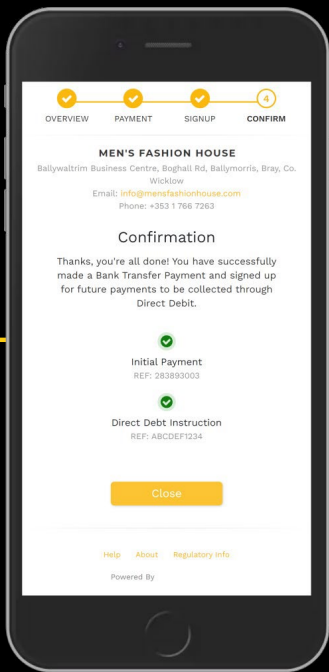 4
OVERVIEW PAYMENT SIGNUP CONFIRM
MEN'S FASHION HOUSE
Ballywaltrim Business Centre, Boghall Rd, Ballymorris, Bray, Co.
Wicklow
Email: info@mensfashionhouse.com
Phone: +353 1 766 7263
Confirmation
Thanks, you're all done! You have successfully
made a Bank Transfer Payment and signed up
for future payments to be collected through
Direct Debit.
Initial Payment
REF: 283893003
Direct Debt Instruction
REF: ABCDEF1234
Close
Help About Regulatory Info
Powered By